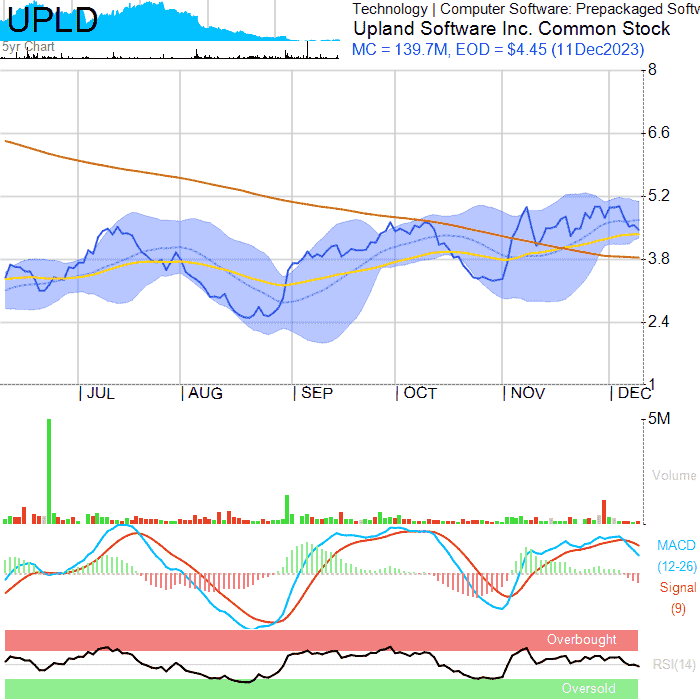 UPLD
5yr Chart
Technology | Computer Software: Prepackaged Softw
Upland Software Inc. Common Stock
MC = 139.7M, EOD = $4.45 (11Dec2023)
8
6.6
5.2
3.8
2.4
1
JUL
AUG
SEP
OCT
NOV
DEC
5M
Volume
MACD
(12-26)
Signal
(9)
Overbought
RSI(14)
Oversold